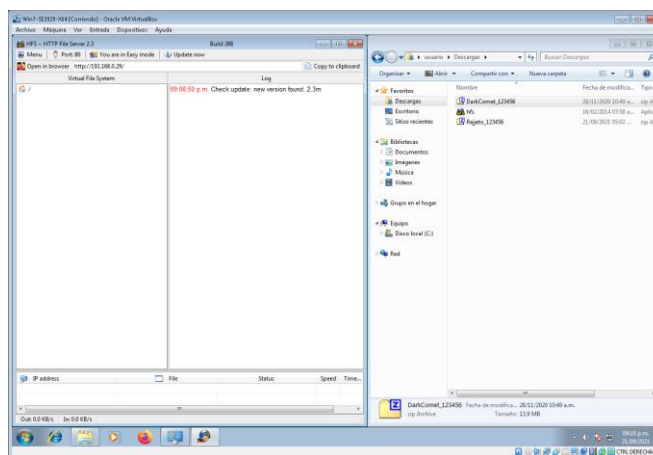 Win7-SE2020-X64 [Corriendo] - Oracle VM VirtualBox
Archivo Máquina Ver Entrada Dispositivos Ayuda
HFS ~ HTTP File Server 2.3 Build 288
Menu Port: 80 You are in Easy mode Update now
Open in browser http://192.168.0.29/ Copy to clipboard
Virtual File System Log
/
09:08:50 p.m. Check update: new version found: 2.3m
IP address File Status Speed Time...
Out: 0.0 KB/s In: 0.0 KB/s
usuario Descargas Buscar Descargas
Organizar Abrir Compartir con Nueva carpeta
Nombre Fecha de modifica... Tipo
DarkComet_123456 28/11/2020 10:49 a.m. zip A
hfs 16/02/2014 07:58 a... Aplic
Rejjeto_123456 21/09/2021 05:02 ... zip A
Favoritos
Descargas
Escritorio
Sitios recientes
Bibliotecas
Documentos
Imágenes
Música
Vídeos
Grupo en el hogar
Equipo
Disco local (C:)
Red
DarkComet_123456 Fecha de modifica... 28/11/2020 10:49 a.m.
zip Archive Tamaño: 13,9 MB
p.m.
21/09/2021
CTRL DERECHA